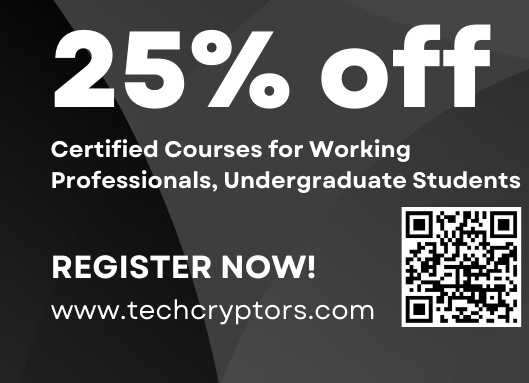 25% off
Certified Courses for Working
Professionals, Undergraduate Students
REGISTER NOW!
www.techcryptors.com